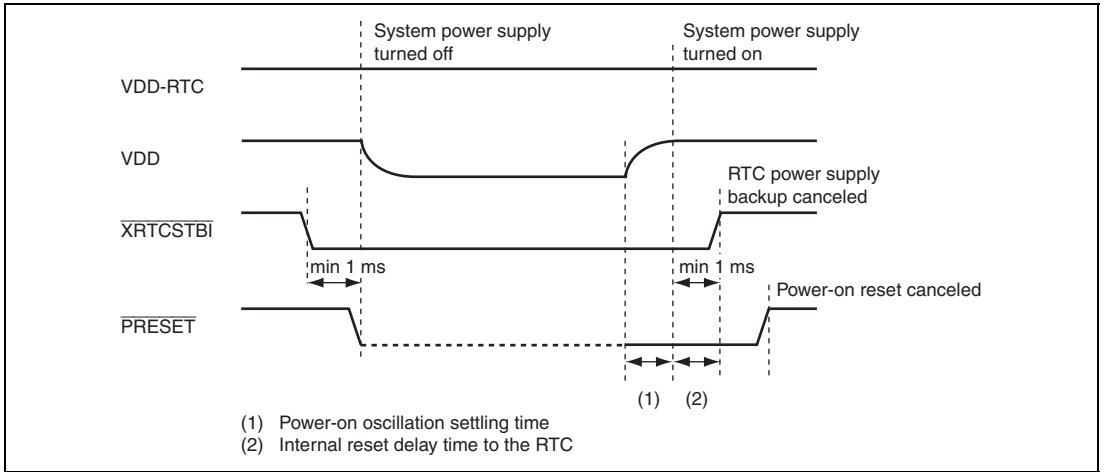 System power supply
turned off
System power supply
turned on
VDD-RTC
VDD
RTC power supply
backup canceled
XRTCSTBI
min 1 ms
min 1 ms
Power-on reset canceled
PRESET
(1)
(2)
(1) Power-on oscillation settling time
(2) Internal reset delay time to the RTC